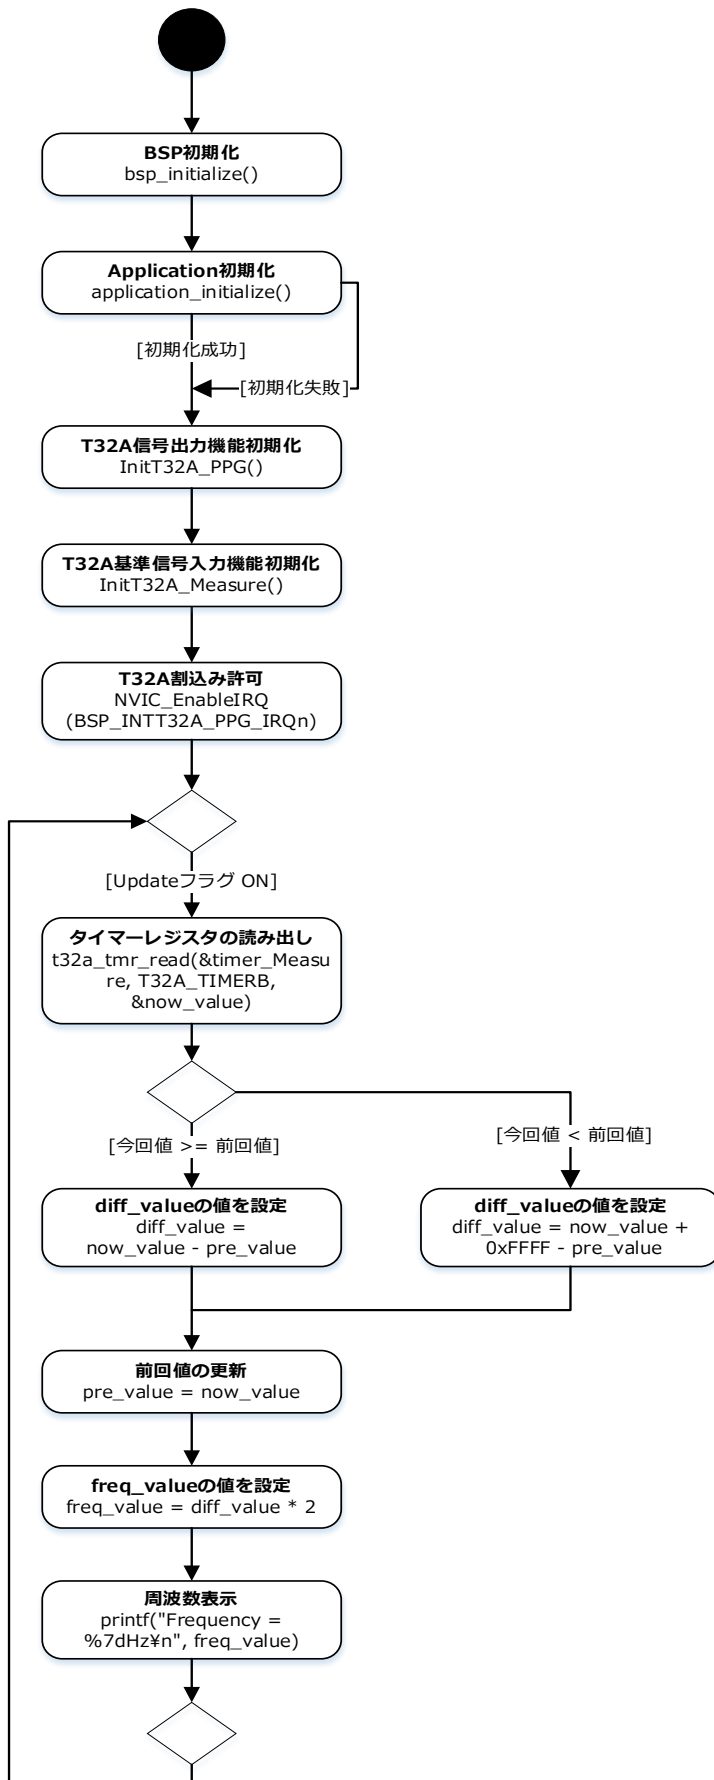 BSP初期化
bsp_initialize()
Application初期化
application_initialize()
[初期化成功]
[初期化失敗]
T32A信号出力機能初期化
InitT32A_PPG()
T32A基準信号入力機能初期化
InitT32A_Measure()
T32A割込み許可
NVIC_EnableIRQ
(BSP_INTT32A_PPG_IRQn)
[Updateフラグ ON]
タイマーレジスタの読み出し
t32a_tmr_read(&timer_Measu
re, T32A_TIMERB,
&now_value)
[今回値 >= 前回値]
[今回値 < 前回値]
diff_valueの値を設定
diff_value =
now_value - pre_value
diff_valueの値を設定
diff_value = now_value +
0xFFFF - pre_value
前回値の更新
pre_value = now_value
freq_valueの値を設定
freq_value = diff_value * 2
周波数表示
printf("Frequency =
%7dHz¥n", freq_value)